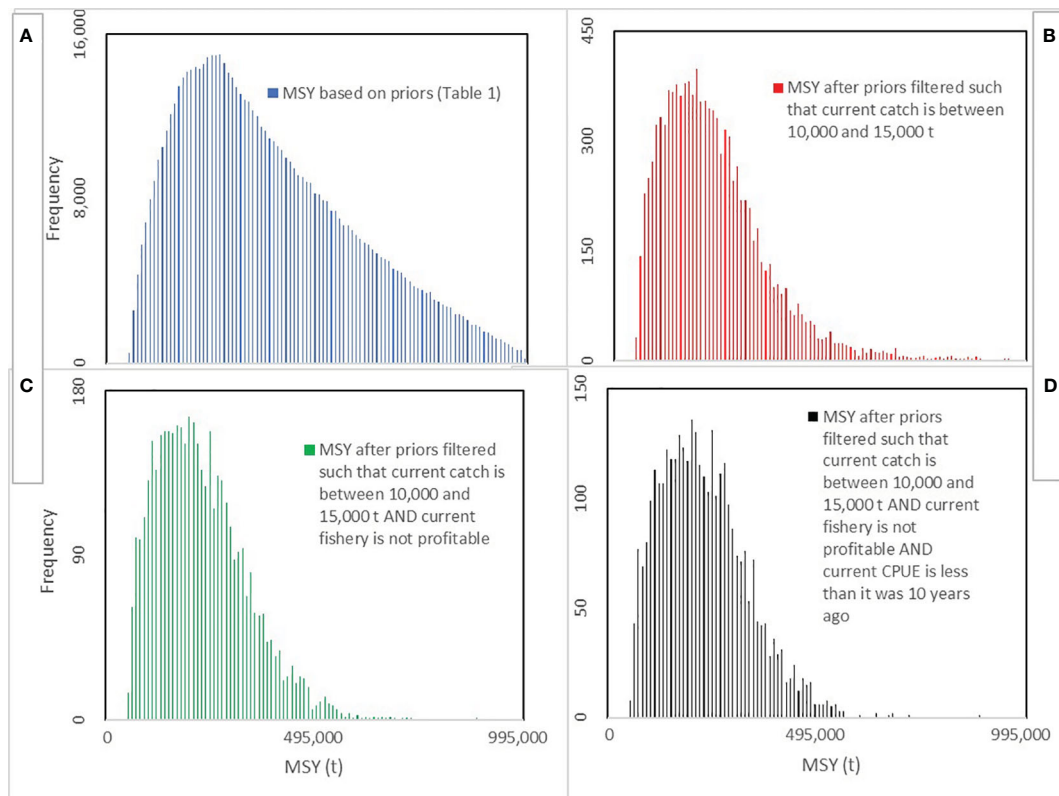 A
16,000
8,000
0
Frequency
MSY based on priors (Table 1)
B
450
300
150
0
MSY after priors filtered such
that current catch is between
10,000 and 15,000 t
C
180
90
0
Frequency
MSY after priors filtered
such that current catch is
between 10,000 and
15,000 t AND current
fishery is not profitable
0
495,000
995,000
MSY (t)
D
150
100
50
0
MSY after priors
filtered such that
current catch is
between 10,000 and
15,000 t AND current
fishery is not
profitable AND
current CPUE is less
than it was 10 years
ago
0
495,000
995,000
MSY (t)